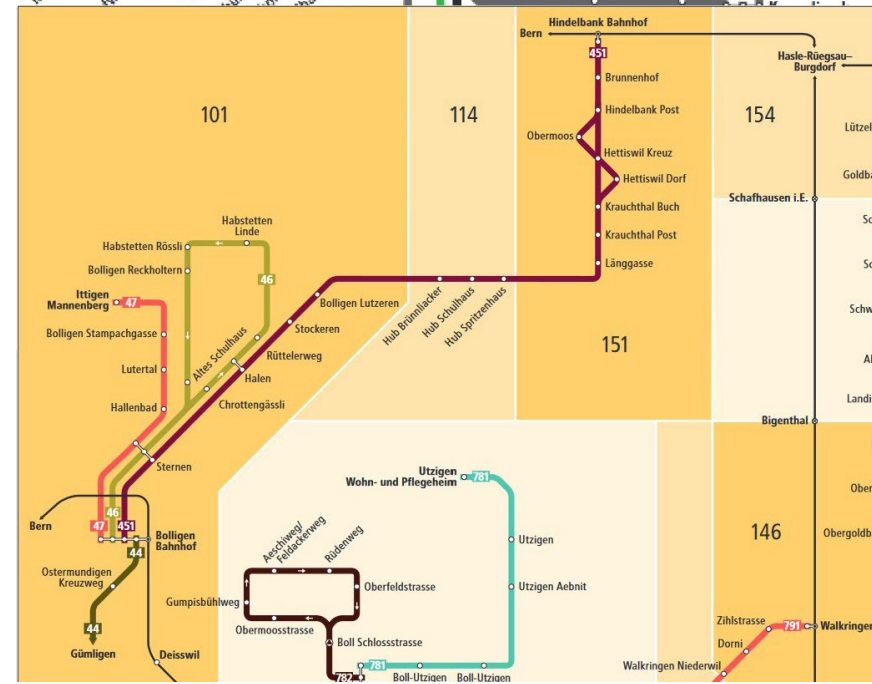 Hindelbank Bahnhof
Bern
451
Hasle-Rüegsau–
Burgdorf
Brunnenhof
101
114
Hindelbank Post
154
Obermoos
Hettiswil Kreuz
Hettiswil Dorf
Schafhausen i.E.
Krauchthal Buch
Habstetten
Linde
Krauchthal Post
Habstetten Rössli
Bolligen Reckholtern
46
Länggasse
Ittigen
Mannenberg
47
Bolligen Lutzeren
Hub Brünnliacker
Hub Schulhaus
Hub Spritzenhaus
Bolligen Stampachgasse
Stockeren
Altes Schulhaus
Rüttelerweg
151
Lutertal
Halen
Hallenbad
Chrottengässli
Bigenthal
Sternen
Utzigen
Wohn- und Pflegeheim
781
46
Bern
47
451
Bolligen
Bahnhof
44
Utzigen
146
Aeschiweg/
Feldackerweg
Rüdenweg
Ostermundigen
Kreuzweg
Oberfeldstrasse
Utzigen Aebnit
Gumpisbühlweg
Zihlstrasse
791
Walkringen
44
Obermoosstrasse
Boll Schlossstrasse
Dorni
Gümligen
Deisswil
781
Walkringen Niederwil
782
Boll-Utzigen
Boll-Utzigen